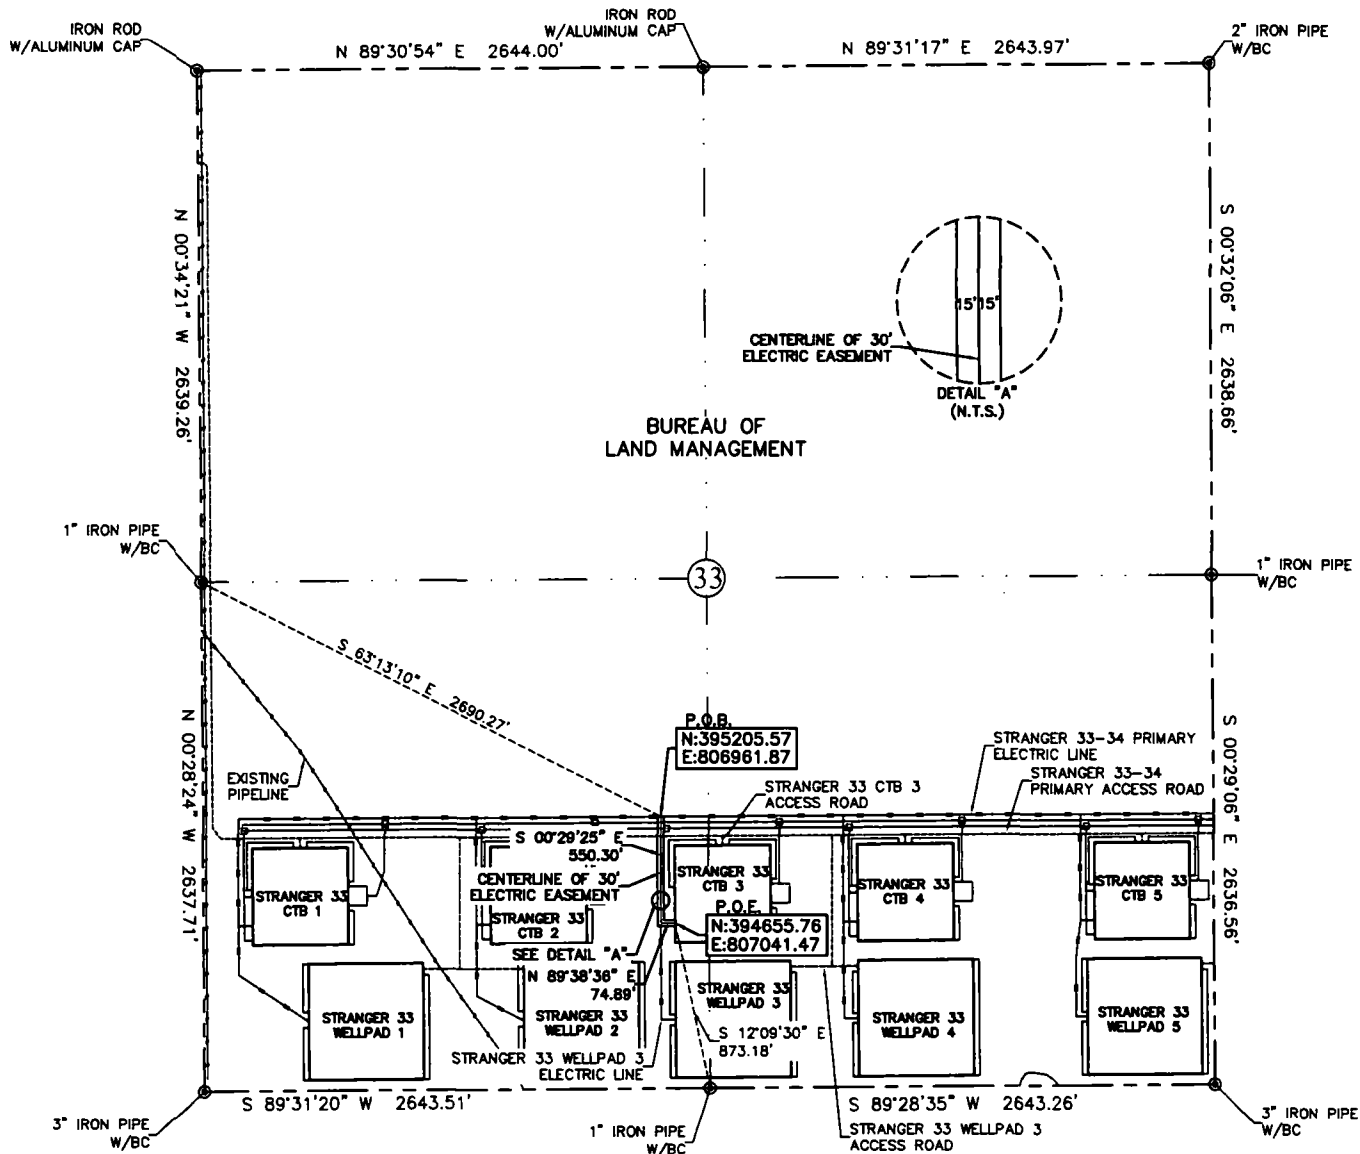 IRON ROD
W/ALUMINUM CAP
N 89°30'54" E 2644.00'
IRON ROD
W/ALUMINUM CAP
N 89°31'17" E 2643.97'
2" IRON PIPE
W/BC
N 00°34'21" W 2639.26'
S 00°32'06" E 2638.66'
15'
15'
CENTERLINE OF 30'
ELECTRIC EASEMENT
DETAIL "A"
(N.T.S.)
BUREAU OF
LAND MANAGEMENT
1" IRON PIPE
W/BC
33
1" IRON PIPE
W/BC
S 63°13'10" E 2690.27'
N 00°28'24" W 2637.71'
S 00°29'06" E 2636.56'
P.O.B.
N:395205.57
E:806961.87
STRANGER 33-34 PRIMARY
ELECTRIC LINE
STRANGER 33-34
PRIMARY ACCESS ROAD
EXISTING
PIPELINE
STRANGER 33 CTB 3
ACCESS ROAD
S 00°29'25" E
550.30'
CENTERLINE OF 30'
ELECTRIC EASEMENT
STRANGER 33
CTB 1
STRANGER 33
CTB 2
STRANGER 33
CTB 3
STRANGER 33
CTB 4
STRANGER 33
CTB 5
P.O.E.
N:394655.76
E:807041.47
SEE DETAIL "A"
N 89°38'36" E
74.89'
STRANGER 33
WELLPAD 1
STRANGER 33
WELLPAD 2
STRANGER 33
WELLPAD 3
STRANGER 33
WELLPAD 4
STRANGER 33
WELLPAD 5
S 12°09'30" E
873.18'
STRANGER 33 WELLPAD 3
ELECTRIC LINE
S 89°31'20" W 2643.51'
S 89°28'35" W 2643.26'
3" IRON PIPE
W/BC
1" IRON PIPE
W/BC
STRANGER 33 WELLPAD 3
ACCESS ROAD
3" IRON PIPE
W/BC